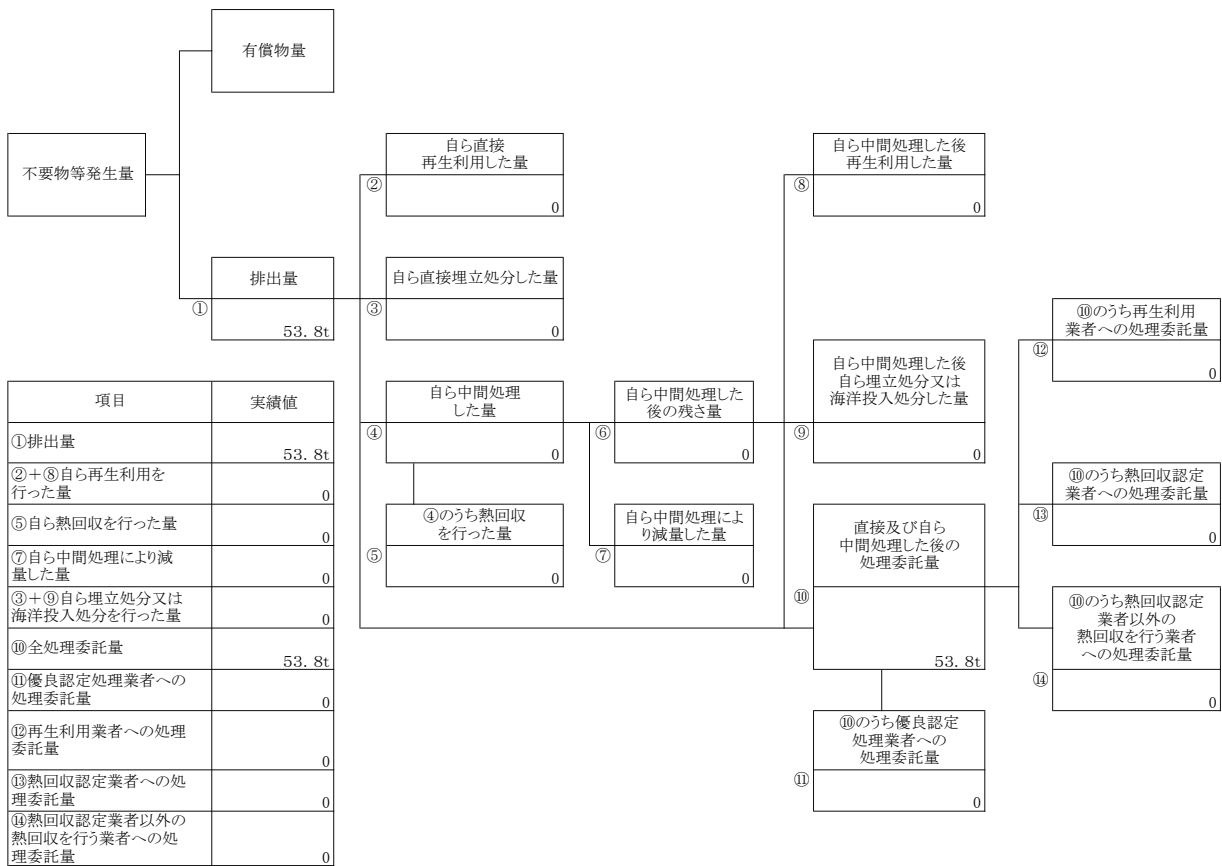 有償物量
不要物等発生量
自ら直接
再生利用した量
②
0
自ら中間処理した後
再生利用した量
⑧
0
排出量
①
53. 8t
自ら直接埋立処分した量
③
0
⑩のうち再生利用
業者への処理委託量
⑫
0
自ら中間処理
した量
④
0
自ら中間処理した
後の残さ量
⑥
0
自ら中間処理した後
自ら埋立処分又は
海洋投入処分した量
⑨
0
⑩のうち熱回収認定
業者への処理委託量
⑬
0
④のうち熱回収
を行った量
⑤
0
自ら中間処理によ
り減量した量
⑦
0
直接及び自ら
中間処理した後の
処理委託量
⑩
53. 8t
⑩のうち熱回収認定
業者以外の
熱回収を行う業者
への処理委託量
⑭
0
⑩のうち優良認定
処理業者への
処理委託量
⑪
0
項目 実績値
①排出量 53. 8t
②+⑧自ら再生利用を
行った量 0
⑤自ら熱回収を行った量 0
⑦自ら中間処理により減
量した量 0
③+⑨自ら埋立処分又は
海洋投入処分を行った量 0
⑩全処理委託量 53. 8t
⑪優良認定処理業者への
処理委託量 0
⑫再生利用業者への処理
委託量 0
⑬熱回収認定業者への処
理委託量 0
⑭熱回収認定業者以外の
熱回収を行う業者への処
理委託量 0